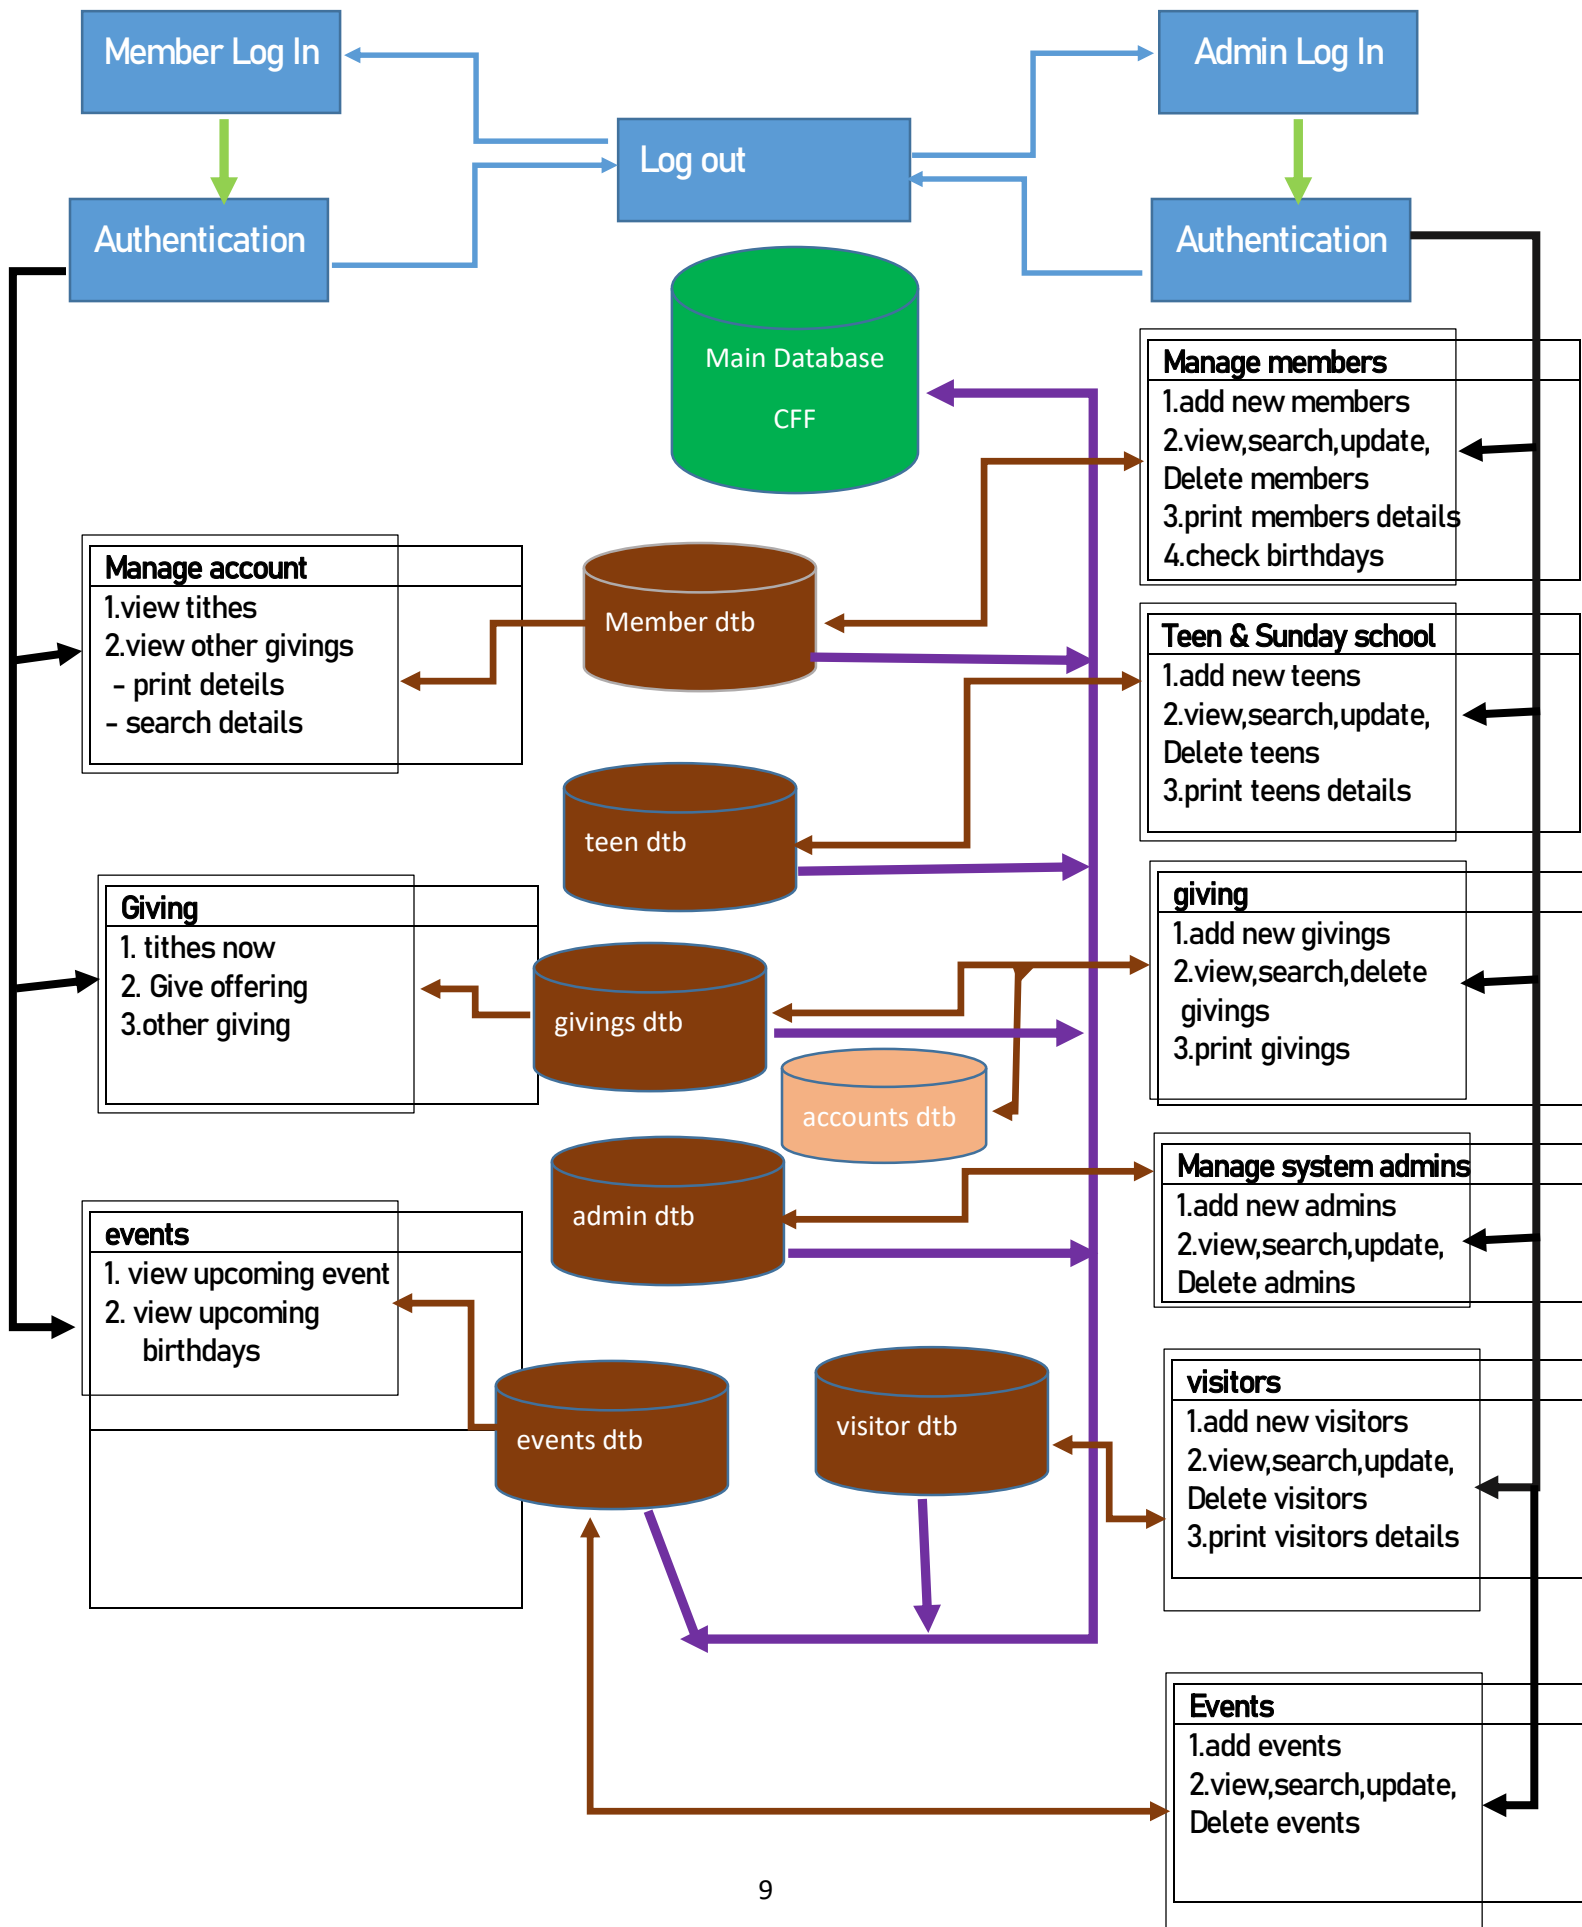 Member Log In
Admin Log In
Log out
Authentication
Authentication
Main Database
CFF
Manage members
1.add new members
2.view,search,update,
Delete members
3.print members details
4.check birthdays
Manage account
1.view tithes
2.view other givings
- print deteils
- search details
Member dtb
Teen & Sunday school
1.add new teens
2.view,search,update,
Delete teens
3.print teens details
teen dtb
Giving
1. tithes now
2. Give offering
3.other giving
givings dtb
giving
1.add new givings
2.view,search,delete
givings
3.print givings
accounts dtb
admin dtb
Manage system admins
1.add new admins
2.view,search,update,
Delete admins
events
1. view upcoming event
2. view upcoming
birthdays
events dtb
visitor dtb
visitors
1.add new visitors
2.view,search,update,
Delete visitors
3.print visitors details
Events
1.add events
2.view,search,update,
Delete events
9